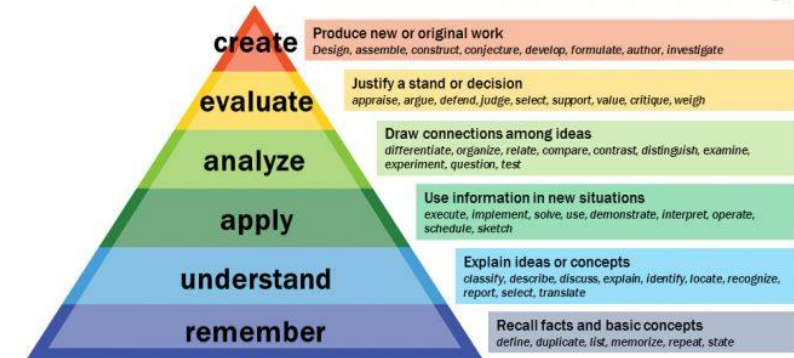 create
Produce new or original work
Design, assemble, construct, conjecture, develop, formulate, author, investigate
evaluate
Justify a stand or decision
appraise, argue, defend, judge, select, support, value, critique, weigh
analyze
Draw connections among ideas
differentiate, organize, relate, compare, contrast, distinguish, examine,
experiment, question, test
apply
Use information in new situations
execute, implement, solve, use, demonstrate, interpret, operate,
schedule, sketch
understand
Explain ideas or concepts
classify, describe, discuss, explain, identify, locate, recognize,
report, select, translate
remember
Recall facts and basic concepts
define, duplicate, list, memorize, repeat, state